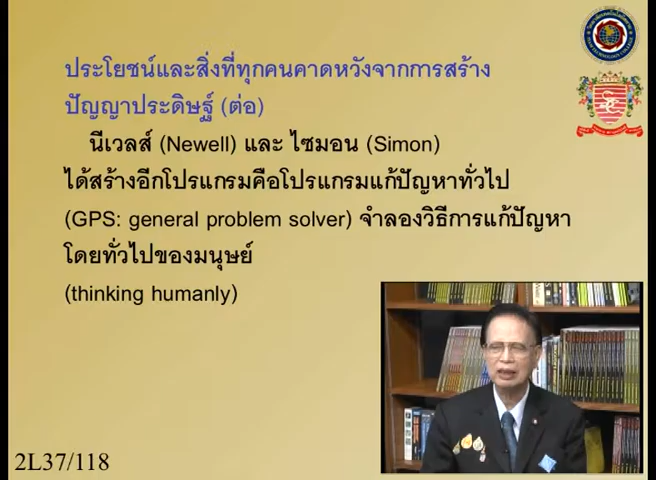 ประโยชน์และสิ่งที่ทุกคนคาดหวังจากการสร้าง
ปัญญาประดิษฐ์ (ต่อ)
นีเวลส์ (Newell) และ ไซมอน (Simon)
ได้สร้างอีกโปรแกรมคือโปรแกรมแก้ปัญหาทั่วไป
(GPS: general problem solver) จำลองวิธีการแก้ปัญหา
โดยทั่วไปของมนุษย์
(thinking humanly)
2L37/118